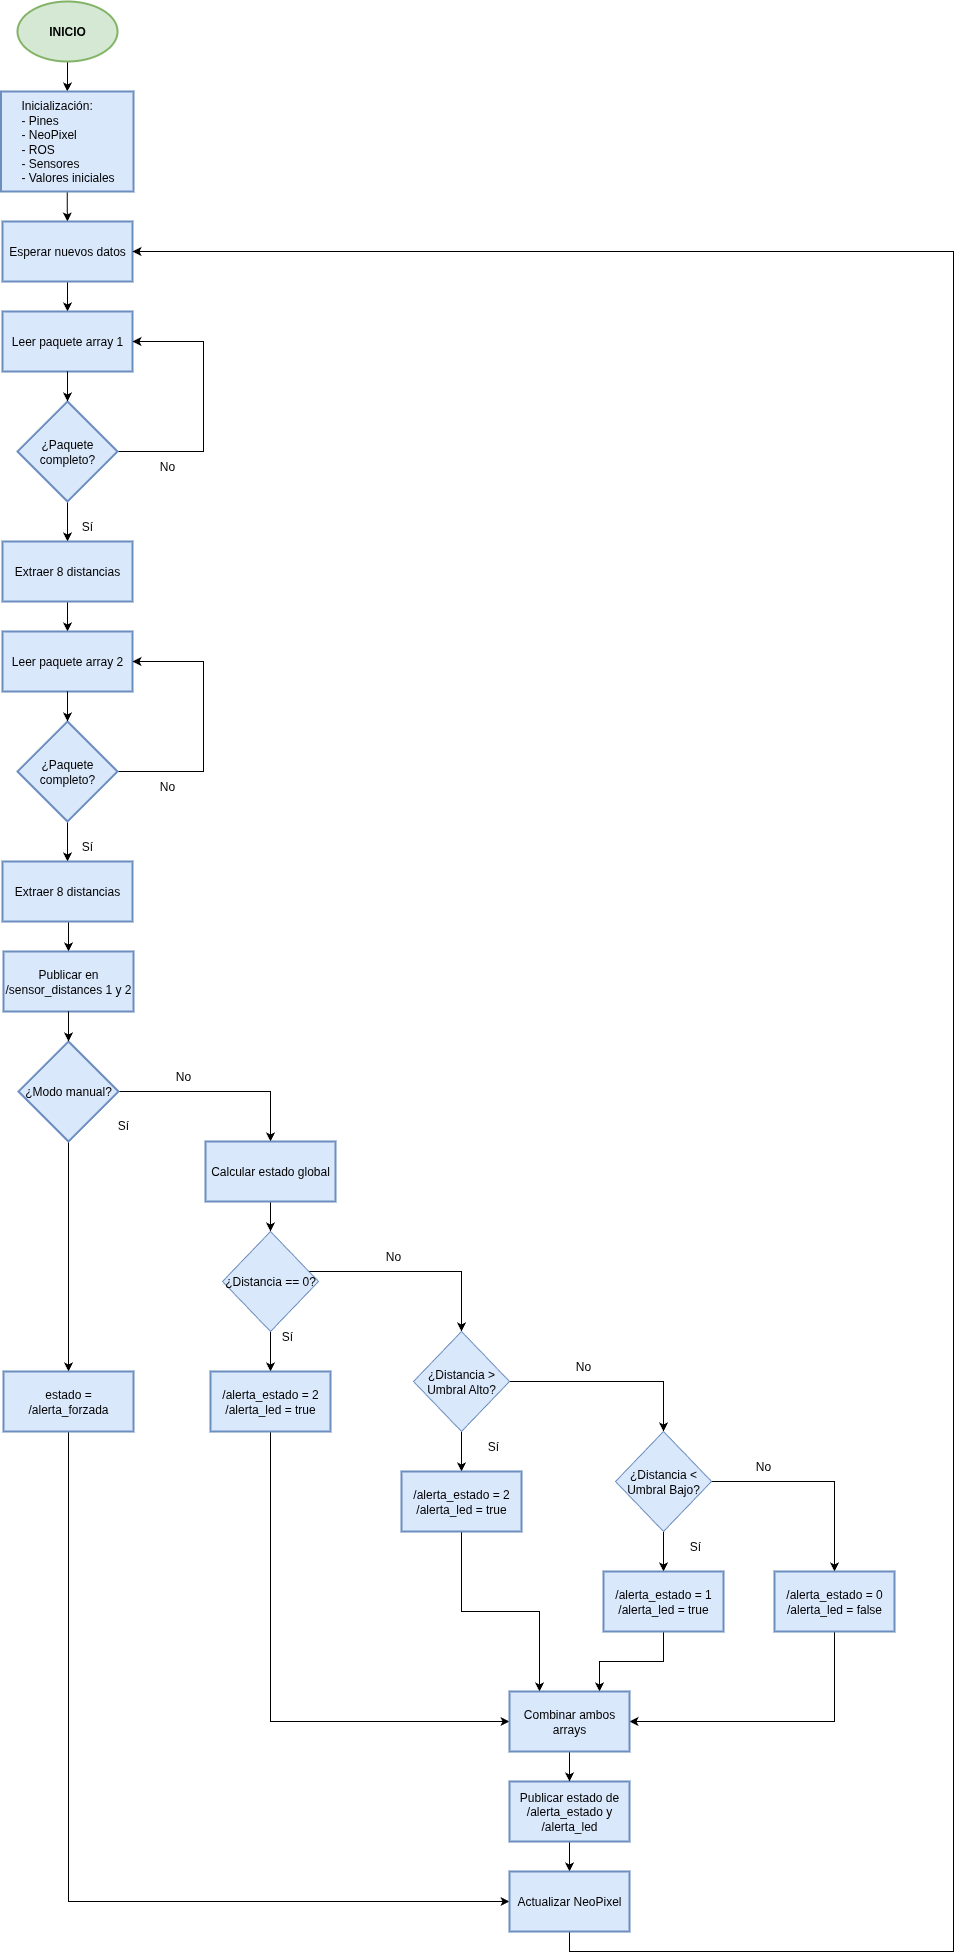 INICIO
Inicialización:
- Pines
- NeoPixel
- ROS
- Sensores
- Valores iniciales
Esperar nuevos datos
Leer paquete array 1
¿Paquete
completo?
No
Sí
Extraer 8 distancias
Leer paquete array 2
¿Paquete
completo?
No
Sí
Extraer 8 distancias
Publicar en
/sensor_distances 1 y 2
¿Modo manual?
No
Sí
Calcular estado global
¿Distancia == 0?
No
Sí
¿Distancia >
Umbral Alto?
No
Sí
estado =
/alerta_forzada
/alerta_estado = 2
/alerta_led = true
/alerta_estado = 2
/alerta_led = true
¿Distancia <
Umbral Bajo?
No
Sí
/alerta_estado = 1
/alerta_led = true
/alerta_estado = 0
/alerta_led = false
Combinar ambos
arrays
Publicar estado de
/alerta_estado y
/alerta_led
Actualizar NeoPixel